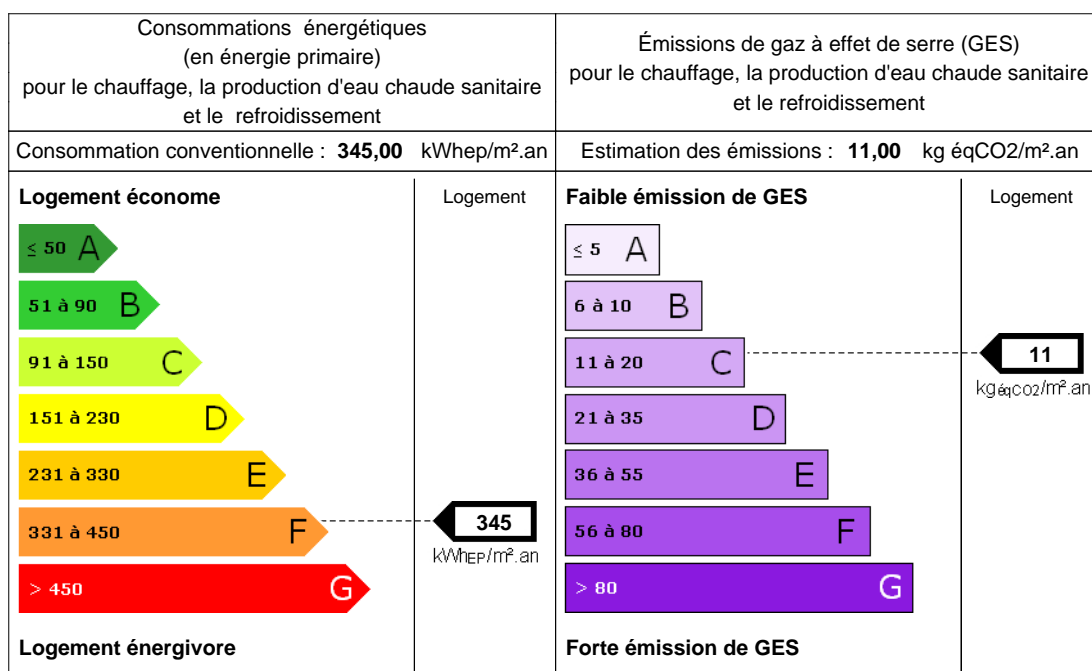 Consommations énergétiques
(en énergie primaire)
pour le chauffage, la production d'eau chaude sanitaire
et le refroidissement
Émissions de gaz à effet de serre (GES)
pour le chauffage, la production d'eau chaude sanitaire
et le refroidissement
Consommation conventionnelle : 345,00 kWhep/m².an
Estimation des émissions : 11,00 kg éqCO2/m².an
Logement économe
Logement
≤ 50 A
51 à 90 B
91 à 150 C
151 à 230 D
231 à 330 E
331 à 450 F
> 450 G
345
kWhEP/m².an
Logement énergivore
Faible émission de GES
Logement
≤ 5 A
6 à 10 B
11 à 20 C
21 à 35 D
36 à 55 E
56 à 80 F
> 80 G
11
kgéqCO2/m².an
Forte émission de GES